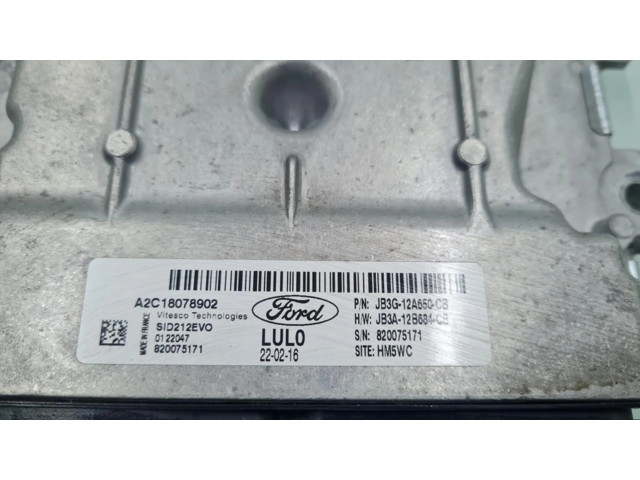 A2C18078902
Vitesco Technologies
SID212EVO
0122047
820075171
MADE IN FRANCE
Ford
LUL0
22-02-16
P/N: JB3G-12A650-CB
H/W: JB3A-12B684-CB
S/N: 820075171
SITE: HM5WC